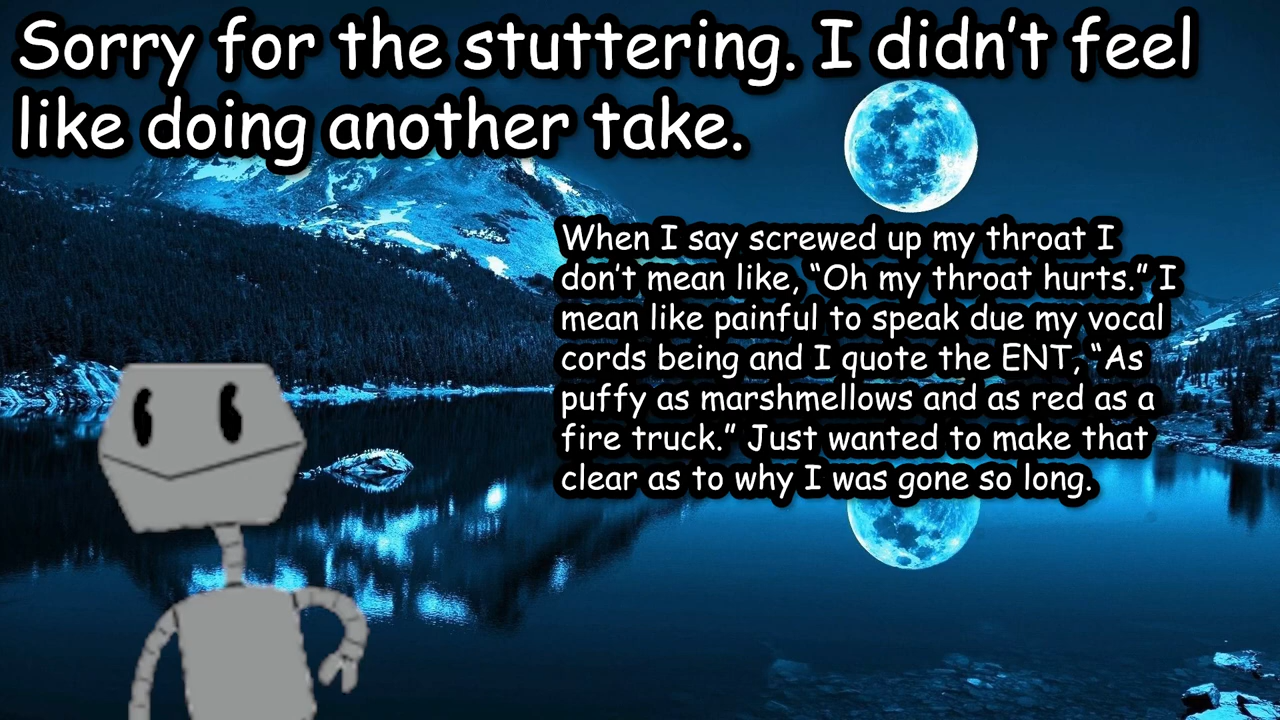 Sorry for the stuttering. I didn't feel
like doing another take.
When I say screwed up my throat I
don't mean like, “Oh my throat hurts.” I
mean like painful to speak due my vocal
cords being and I quote the ENT, “As
puffy as marshmellows and as red as a
fire truck.” Just wanted to make that
clear as to why I was gone so long.